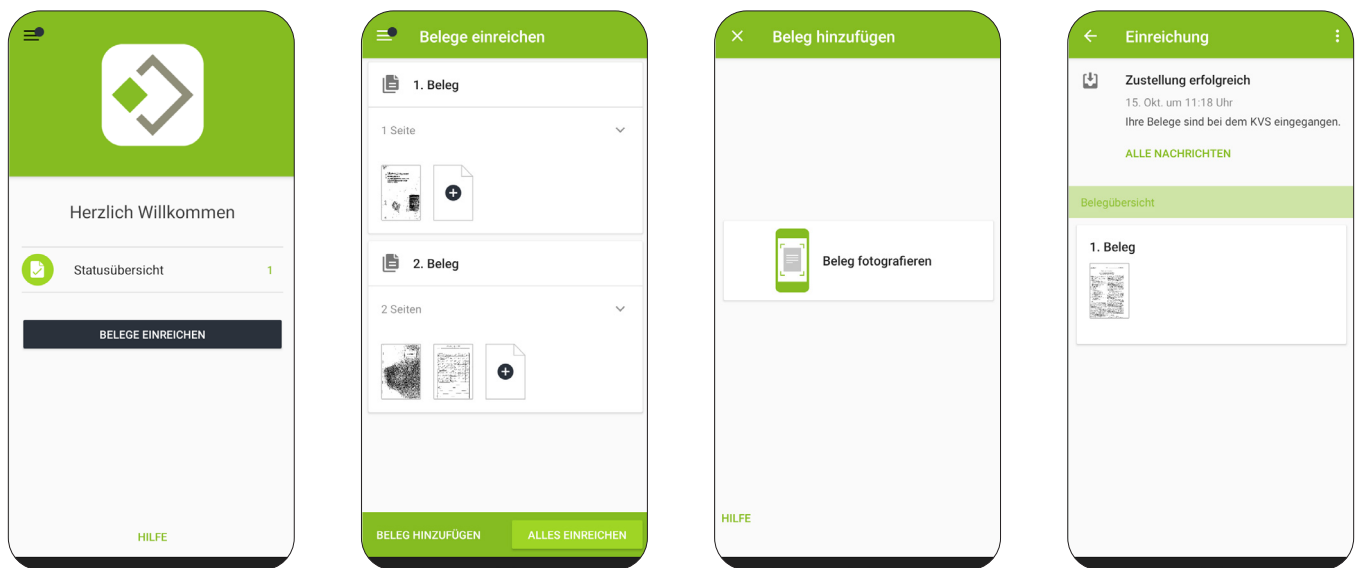 Herzlich Willkommen
Statusübersicht 1
BELEGE EINREICHEN
HILFE
Belege einreichen
1. Beleg
1 Seite
2. Beleg
2 Seiten
BELEG HINZUFÜGEN ALLES EINREICHEN
Beleg hinzufügen
Beleg fotografieren
HILFE
Einreichung
Zustellung erfolgreich
15. Okt. um 11:18 Uhr
Ihre Belege sind bei dem KVS eingegangen.
ALLE NACHRICHTEN
Belegübersicht
1. Beleg